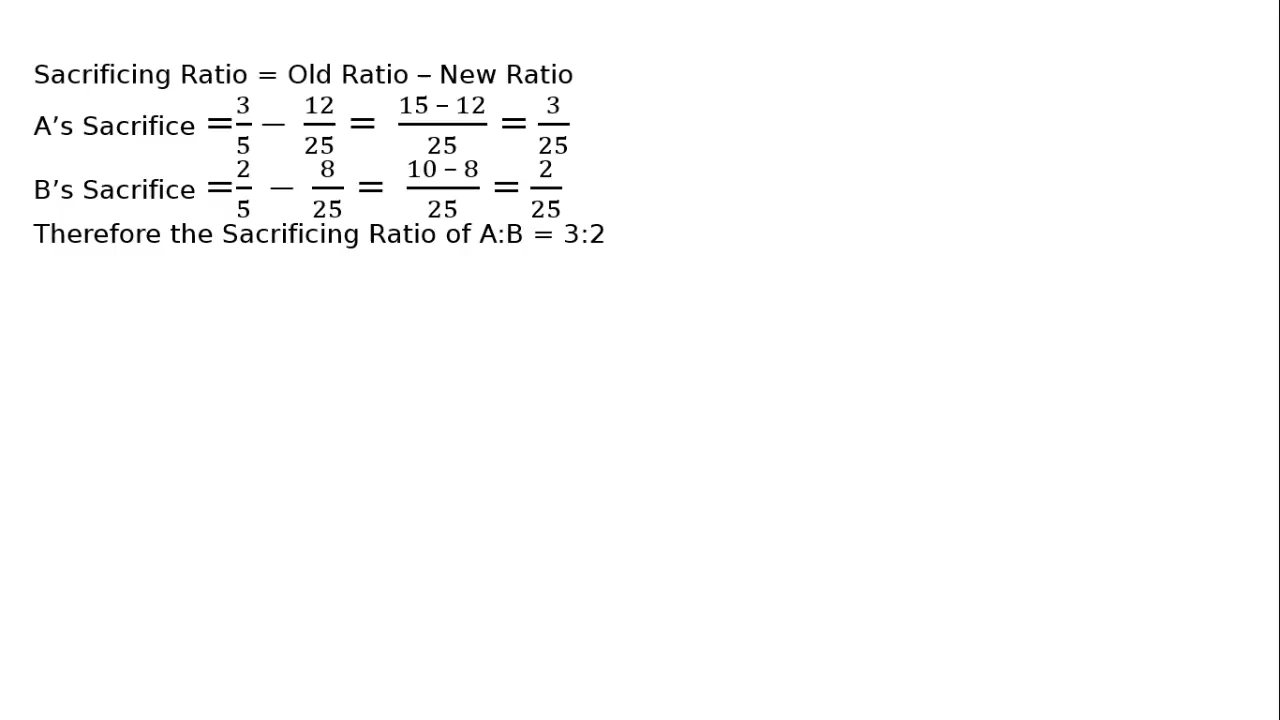 Sacrificing Ratio = Old Ratio – New Ratio
A’s Sacrifice = 3/5 − 12/25 = (15 – 12)/25 = 3/25
B’s Sacrifice = 2/5 − 8/25 = (10 – 8)/25 = 2/25
Therefore the Sacrificing Ratio of A:B = 3:2